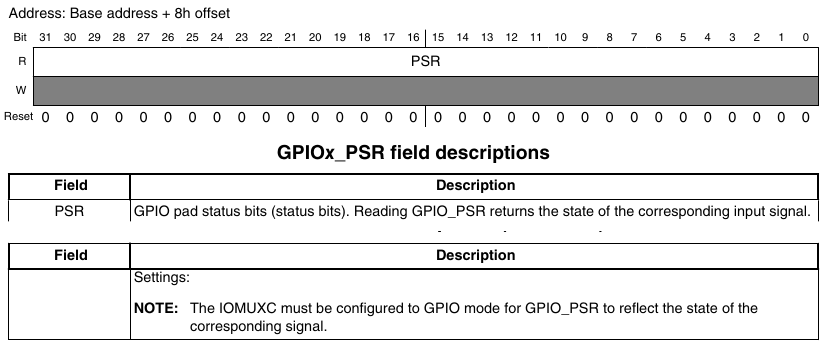 Address: Base address + 8h offset
Bit 31 30 29 28 27 26 25 24 23 22 21 20 19 18 17 16 15 14 13 12 11 10 9 8 7 6 5 4 3 2 1 0
R PSR
W
Reset 0 0 0 0 0 0 0 0 0 0 0 0 0 0 0 0 0 0 0 0 0 0 0 0 0 0 0 0 0 0 0 0
GPIOx_PSR field descriptions
Field Description
PSR GPIO pad status bits (status bits). Reading GPIO_PSR returns the state of the corresponding input signal.
Field Description
Settings:
NOTE: The IOMUXC must be configured to GPIO mode for GPIO_PSR to reflect the state of the
corresponding signal.